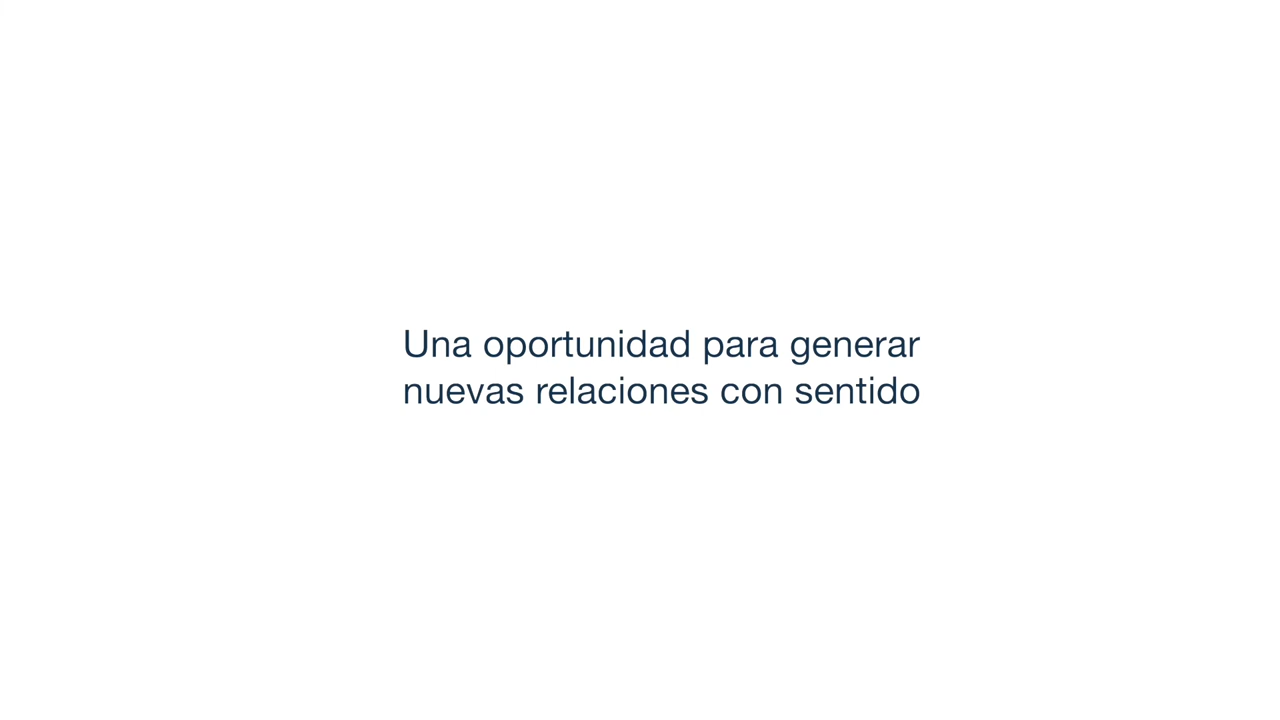 Una oportunidad para generar
nuevas relaciones con sentido